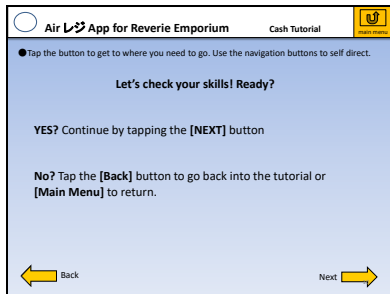 Air レジ App for Reverie Emporium Cash Tutorial
main menu
●Tap the button to get to where you need to go. Use the navigation buttons to self direct.
Let's check your skills! Ready?
YES? Continue by tapping the [NEXT] button
No? Tap the [Back] button to go back into the tutorial or
[Main Menu] to return.
Back Next